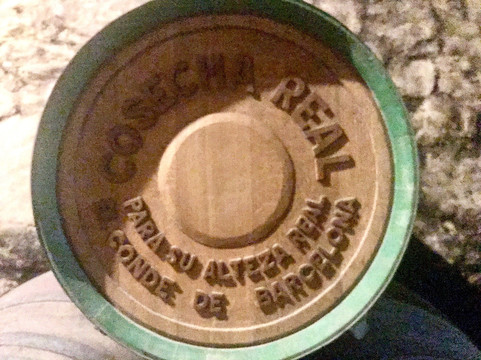 COSECHA REAL
PARA SU ALTEZA REAL
EL CONDE DE BARCELONA